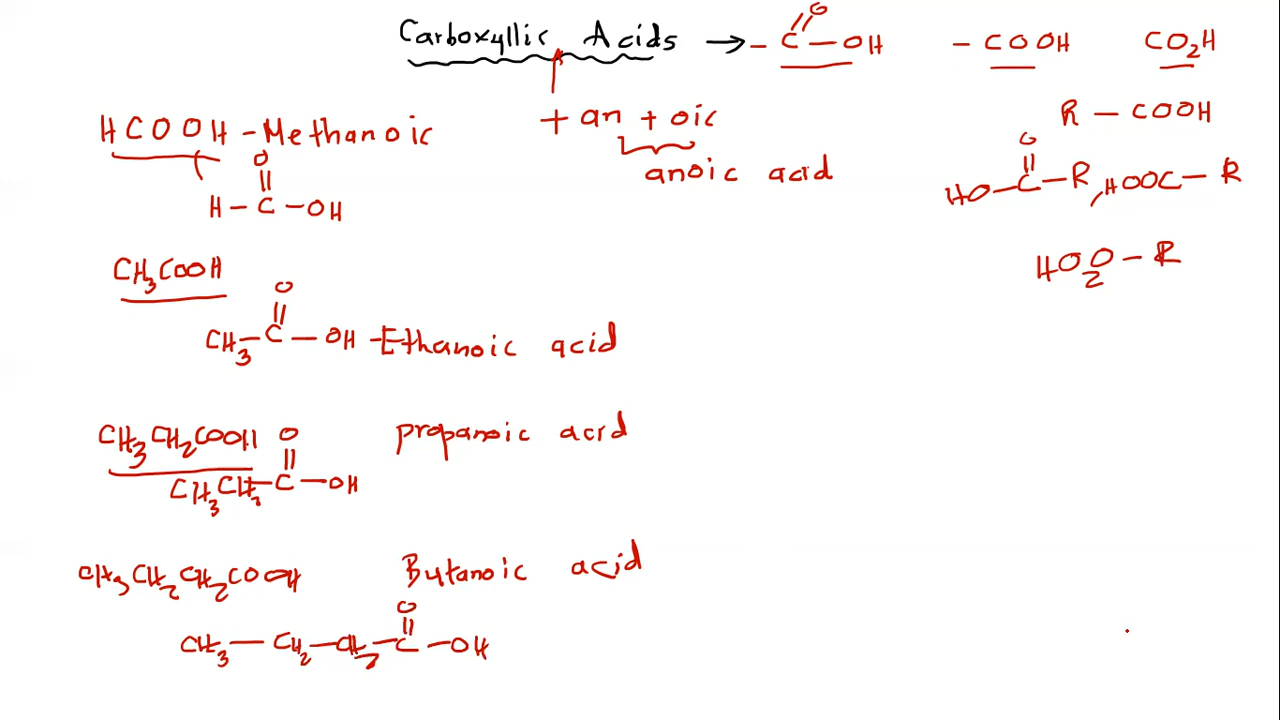 Carboxyllic Acids → - C - OH    - COOH    CO2H
O
R - COOH
HCOOH - Methanoic
+ an + oic
anoic acid
O
H - C - OH
O
HO - C - R, HOOC - R
HO2O - R
CH3COOH
O
CH3 - C - OH - Ethanoic acid
CH3CH2COOH    propanoic acid
O
CH3CH2 - C - OH
CH3CH2CH2COOH    Butanoic acid
O
CH3 - CH2 - CH2 - C - OH